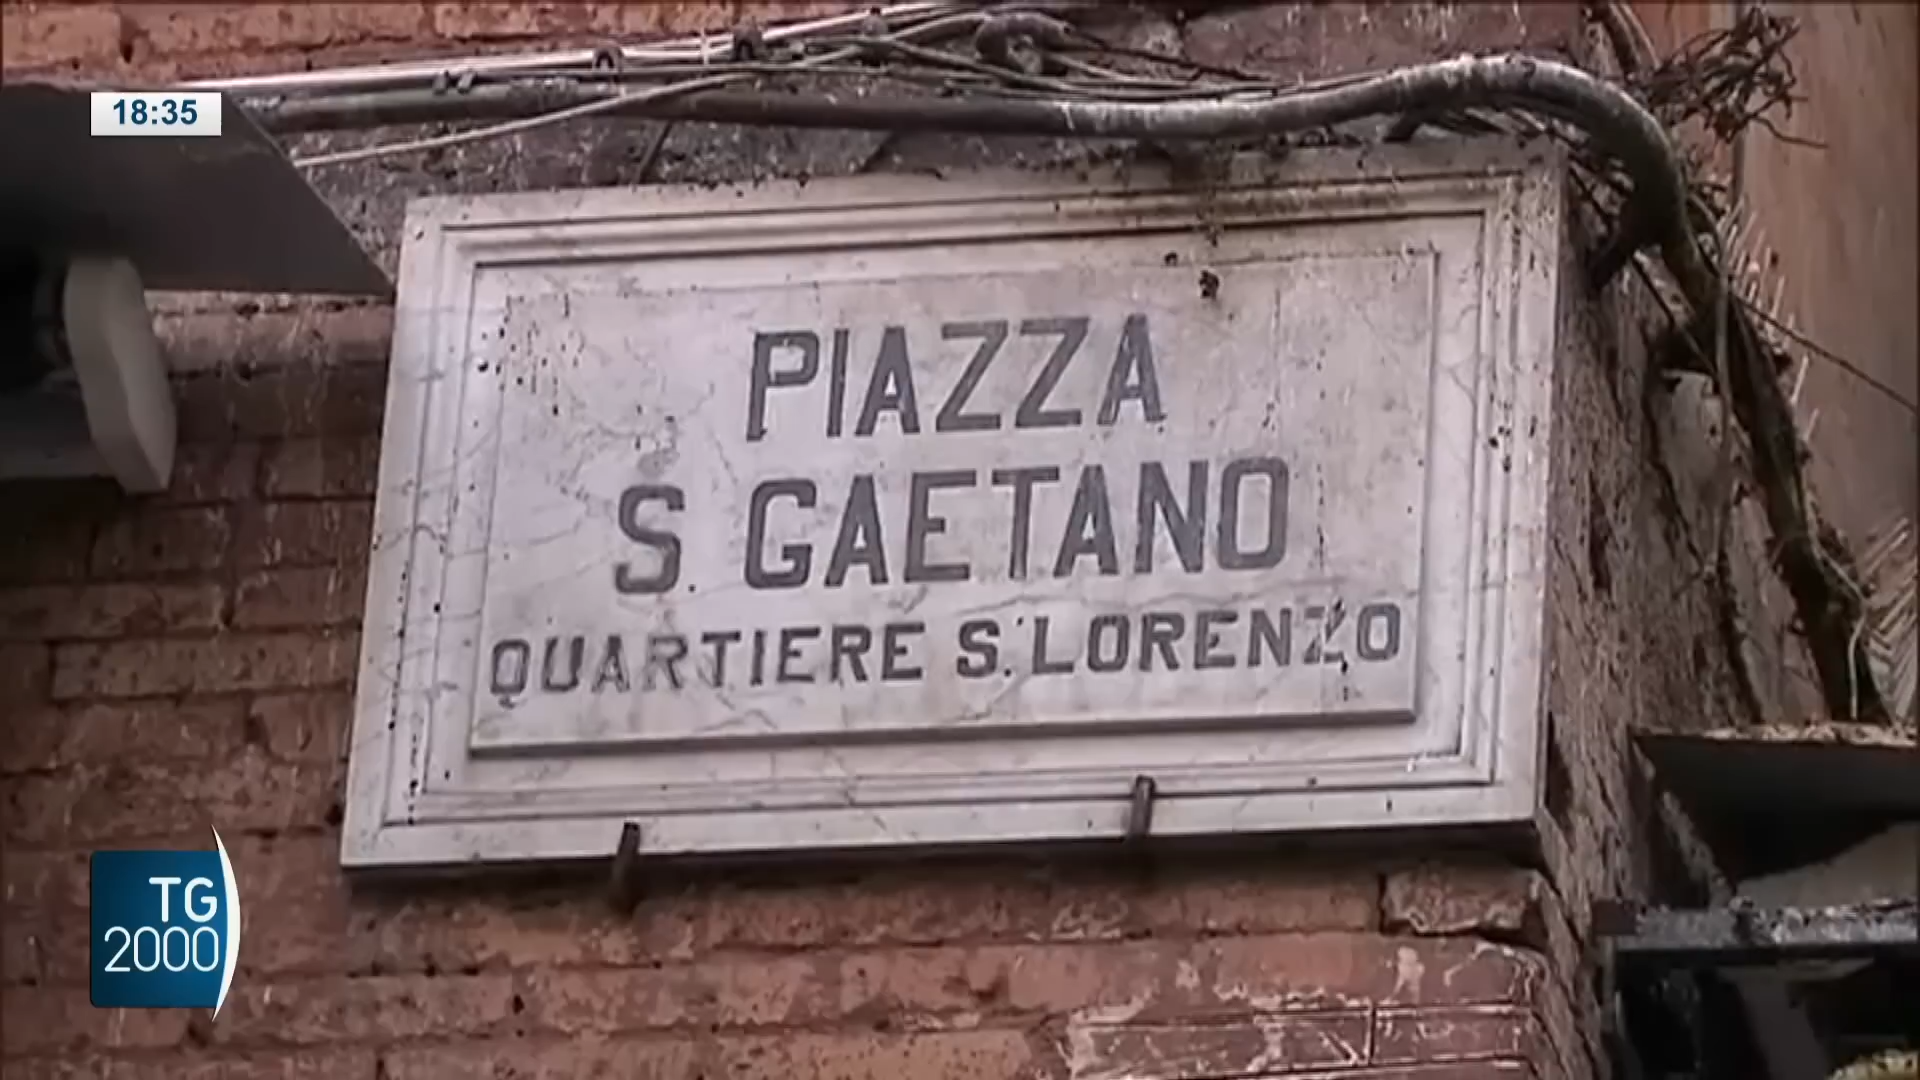 18:35
PIAZZA
S. GAETANO
QUARTIERE S. LORENZO
TG
2000